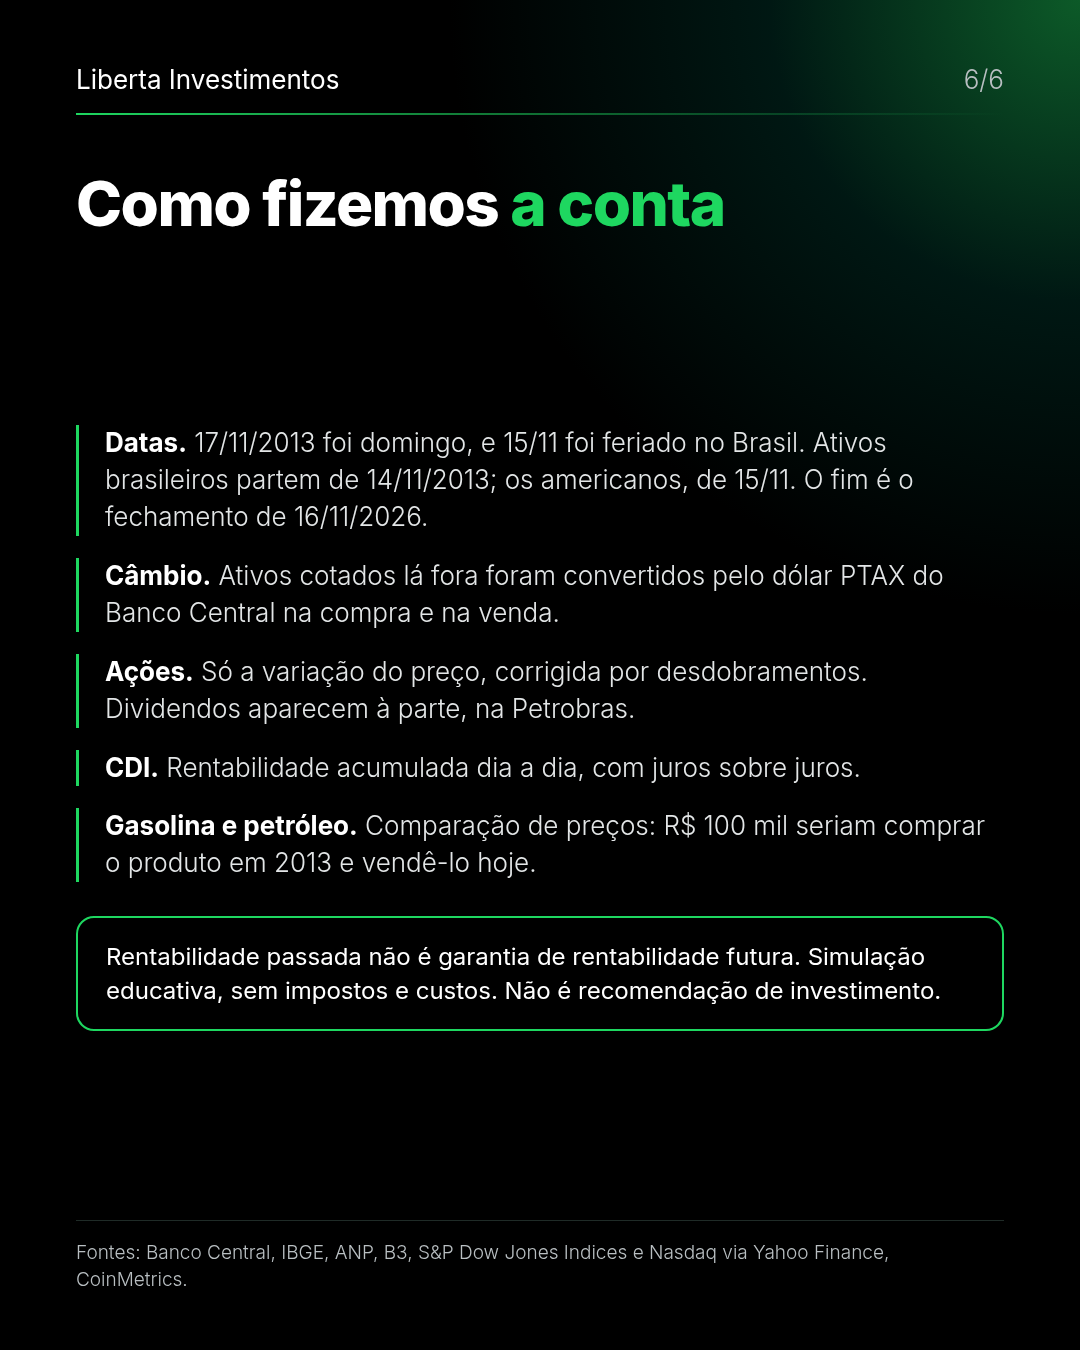 Liberta Investimentos
6/6
Como fizemos a conta
Datas. 17/11/2013 foi domingo, e 15/11 foi feriado no Brasil. Ativos
brasileiros partem de 14/11/2013; os americanos, de 15/11. O fim é o
fechamento de 16/11/2026.
Câmbio. Ativos cotados lá fora foram convertidos pelo dólar PTAX do
Banco Central na compra e na venda.
Ações. Só a variação do preço, corrigida por desdobramentos.
Dividendos aparecem à parte, na Petrobras.
CDI. Rentabilidade acumulada dia a dia, com juros sobre juros.
Gasolina e petróleo. Comparação de preços: R$ 100 mil seriam comprar
o produto em 2013 e vendê-lo hoje.
Rentabilidade passada não é garantia de rentabilidade futura. Simulação
educativa, sem impostos e custos. Não é recomendação de investimento.
Fontes: Banco Central, IBGE, ANP, B3, S&P Dow Jones Indices e Nasdaq via Yahoo Finance,
CoinMetrics.